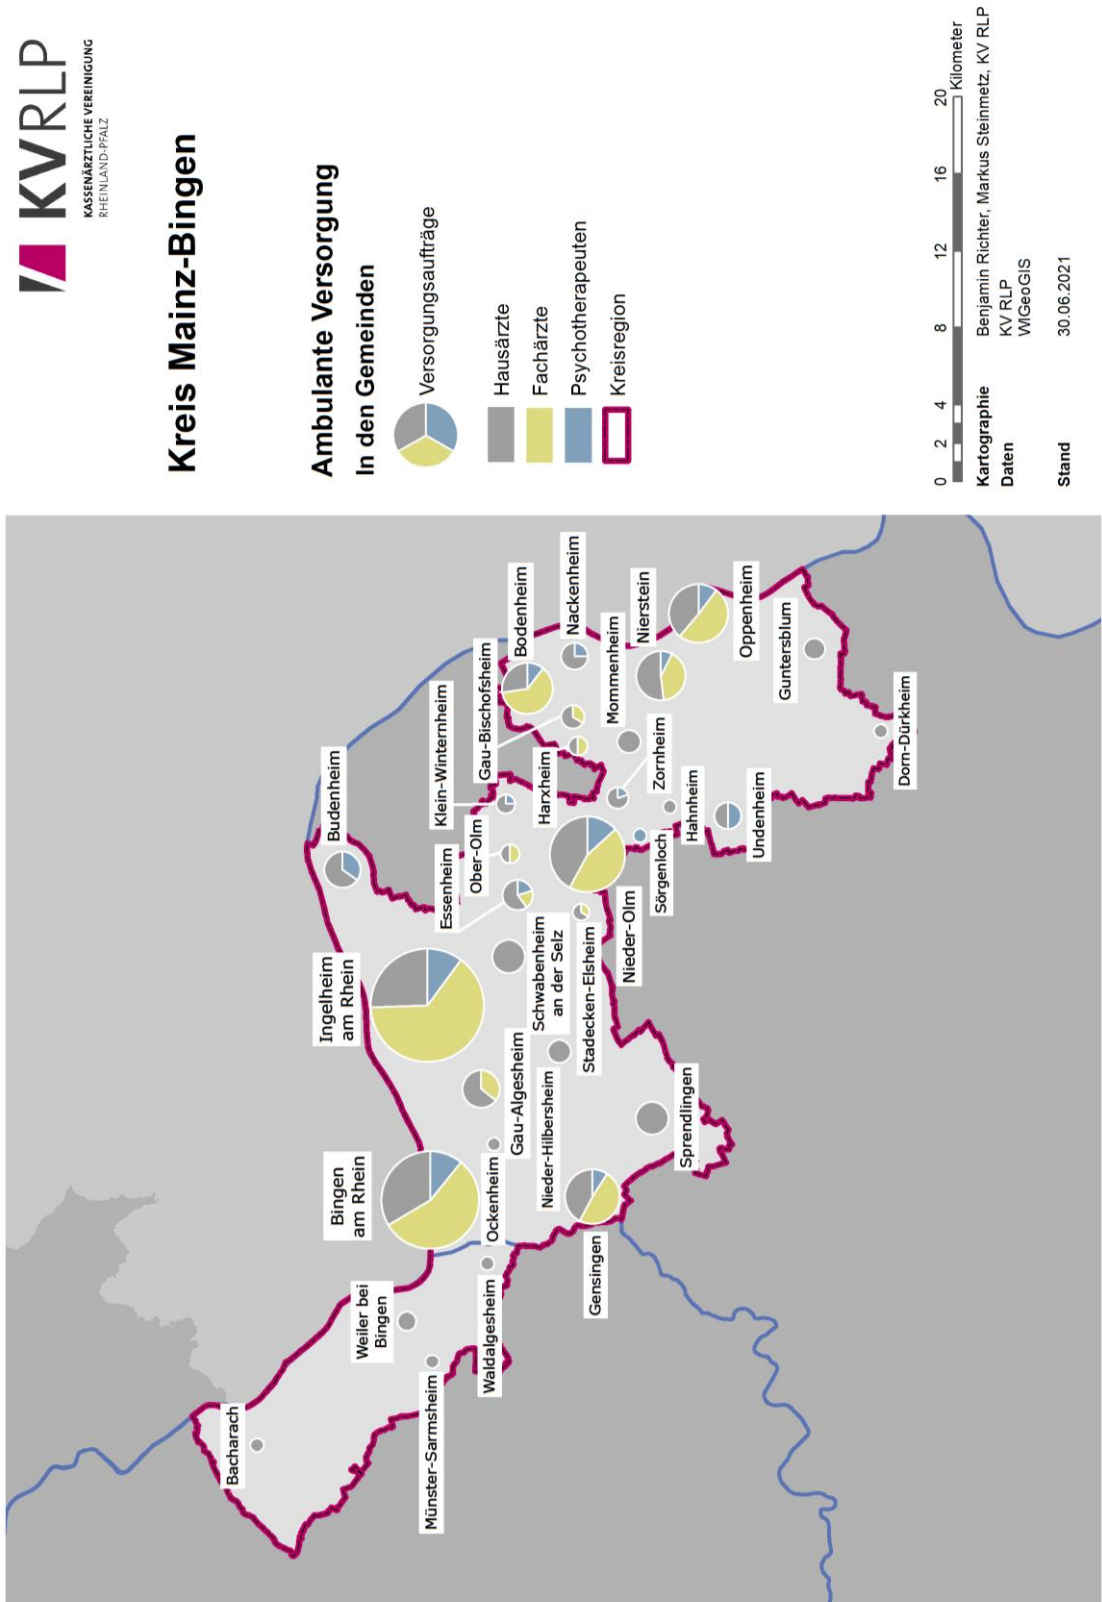 KVRLP
KASSENÄRZTLICHE VEREINIGUNG
RHEINLAND-PFALZ
Kreis Mainz-Bingen
Ambulante Versorgung
In den Gemeinden
Versorgungsaufträge
Hausärzte
Fachärzte
Psychotherapeuten
Kreisregion
0 2 4 8 12 16 20
Kilometer
Kartographie Benjamin Richter, Markus Steinmetz, KV RLP
Daten KV RLP
WIGeoGIS
Stand 30.06.2021
Bacharach
Münster-Sarmsheim
Weiler bei
Bingen
Waldalgesheim
Bingen
am Rhein
Ockenheim
Gensingen
Nieder-Hilbersheim
Gau-Algesheim
Sprendlingen
Ingelheim
am Rhein
Schwabenheim
an der Selz
Stadecken-Elsheim
Nieder-Olm
Essenheim
Ober-Olm
Budenheim
Klein-Winternheim
Harxheim
Gau-Bischofsheim
Sörgenloch
Hahnheim
Undenheim
Zornheim
Mommenheim
Bodenheim
Nackenheim
Nierstein
Oppenheim
Guntersblum
Dorn-Dürkheim